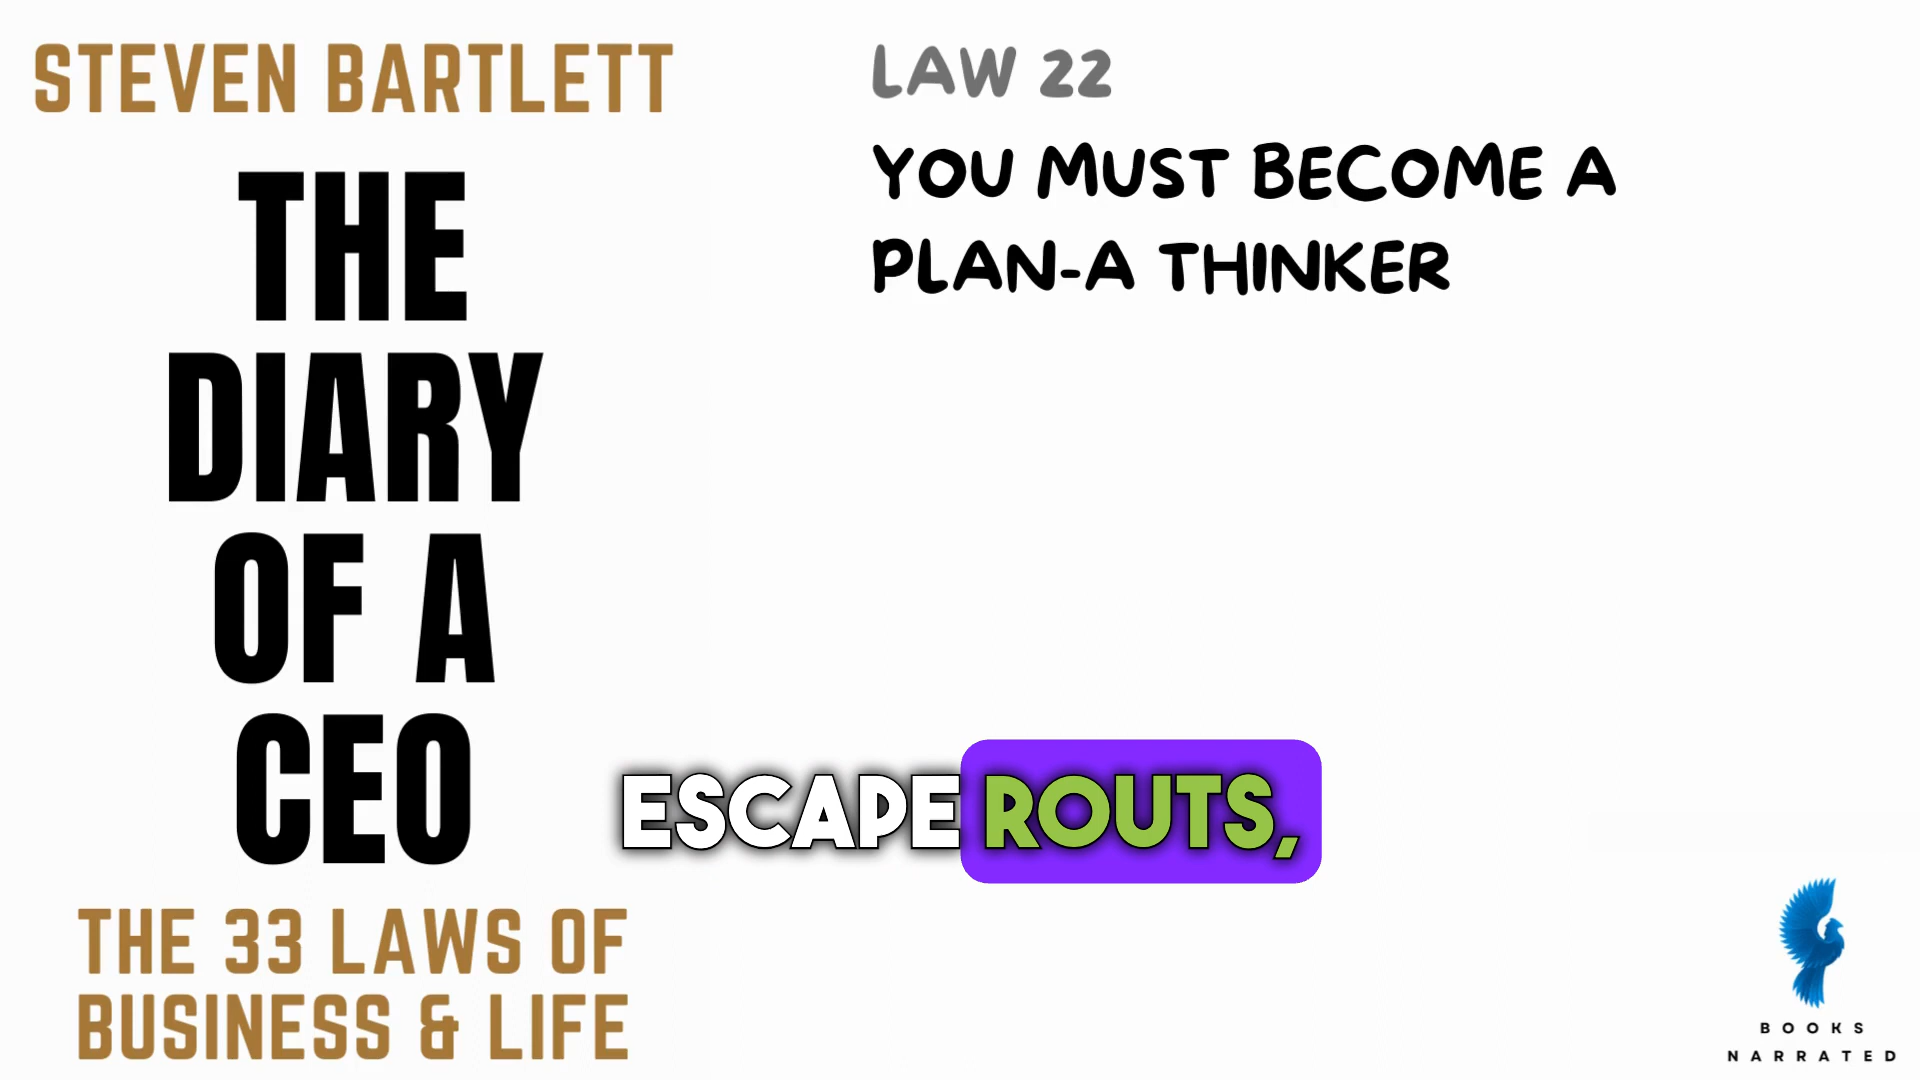 STEVEN BARTLETT
THE
DIARY
OF A
CEO
THE 33 LAWS OF
BUSINESS & LIFE
LAW 22
YOU MUST BECOME A
PLAN-A THINKER
ESCAPE ROUTS,
BOOKS
NARRATED